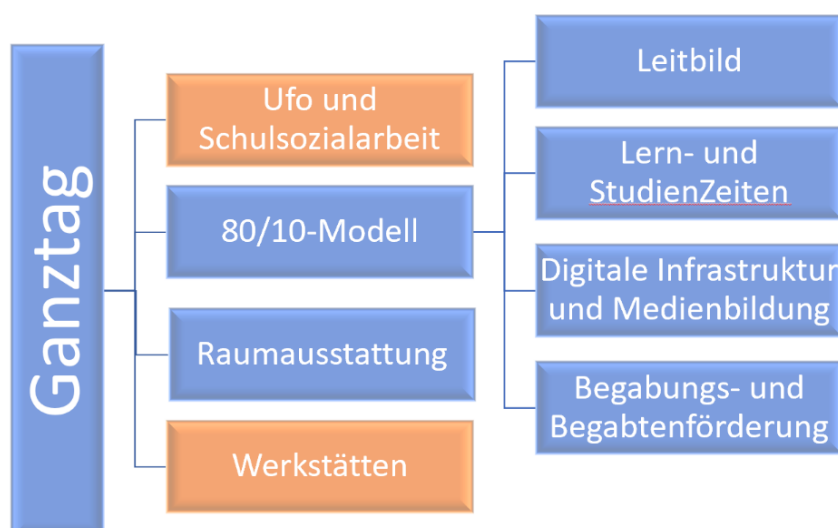 Ganztag
Ufo und
Schulsozialarbeit
80/10-Modell
Raumausstattung
Werkstätten
Leitbild
Lern- und
StudienZeiten
Digitale Infrastruktur
und Medienbildung
Begabungs- und
Begabtenförderung